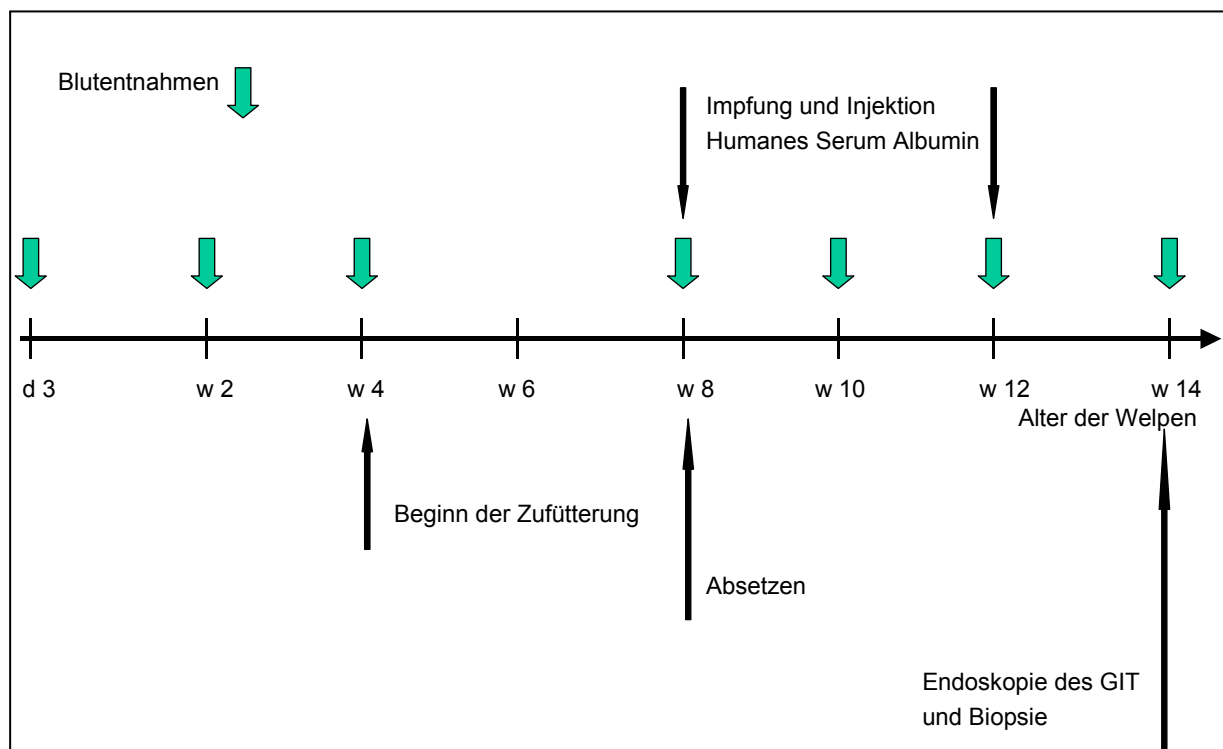 Blutentnahmen
Impfung und Injektion
Humanes Serum Albumin
d 3 w 2 w 4 w 6 w 8 w 10 w 12 w 14
Alter der Welpen
Beginn der Zufütterung
Absetzen
Endoskopie des GIT
und Biopsie